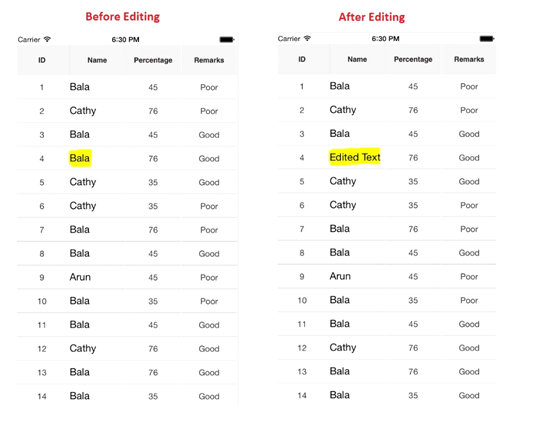 Before Editing
Carrier 6:30 PM
ID Name Percentage Remarks
1 Bala 45 Poor
2 Cathy 76 Poor
3 Bala 45 Good
4 Bala 76 Good
5 Cathy 35 Good
6 Cathy 35 Poor
7 Bala 76 Poor
8 Bala 45 Good
9 Arun 45 Poor
10 Bala 35 Poor
11 Bala 45 Good
12 Cathy 76 Good
13 Bala 76 Good
14 Bala 35 Good
After Editing
Carrier 6:30 PM
ID Name Percentage Remarks
1 Bala 45 Poor
2 Cathy 76 Poor
3 Bala 45 Good
4 Edited Text 76 Good
5 Cathy 35 Good
6 Cathy 35 Poor
7 Bala 76 Poor
8 Bala 45 Good
9 Arun 45 Poor
10 Bala 35 Poor
11 Bala 45 Good
12 Cathy 76 Good
13 Bala 76 Good
14 Bala 35 Good